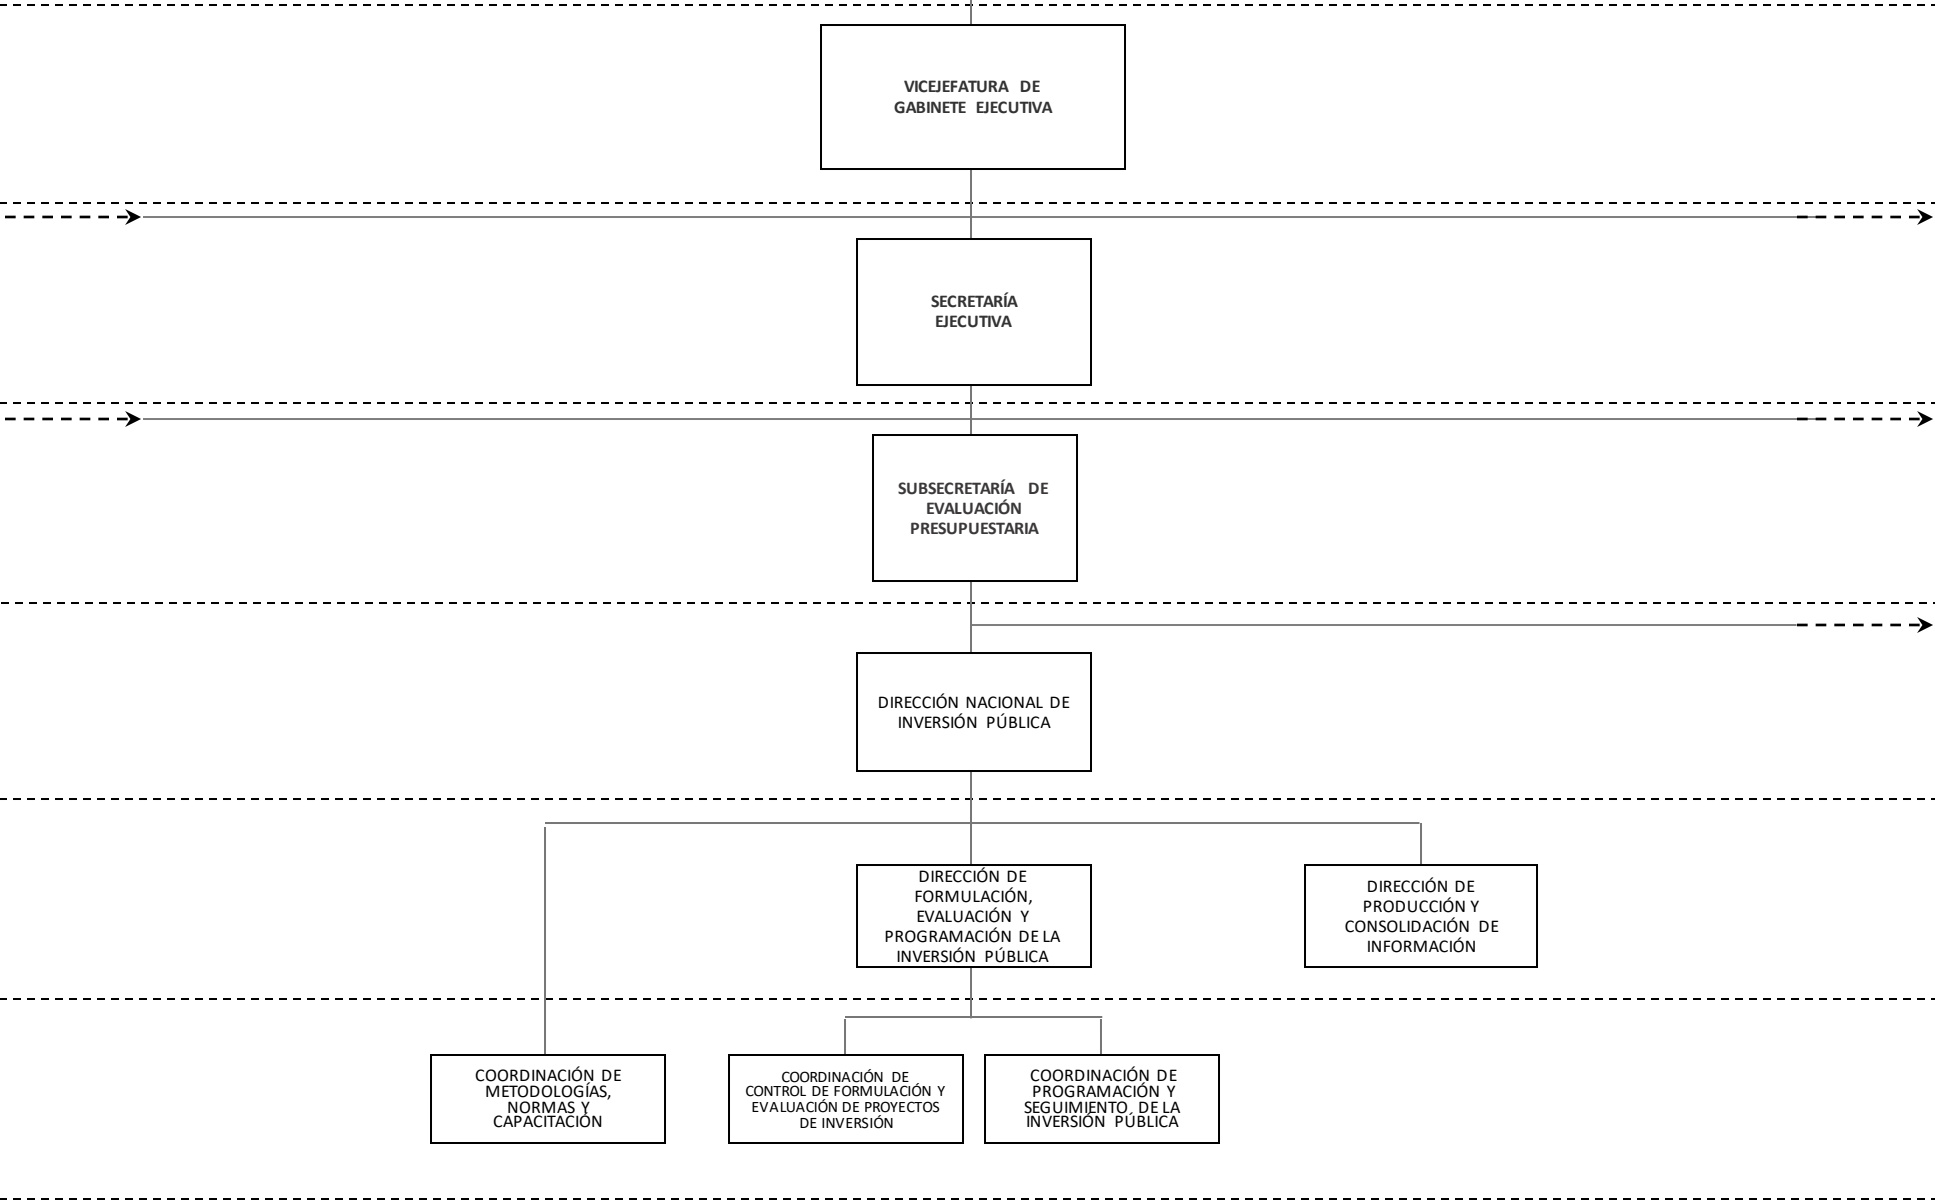 VICEJEFATURA DE
GABINETE EJECUTIVA
SECRETARÍA
EJECUTIVA
SUBSECRETARÍA DE
EVALUACIÓN
PRESUPUESTARIA
DIRECCIÓN NACIONAL DE
INVERSIÓN PÚBLICA
DIRECCIÓN DE
FORMULACIÓN,
EVALUACIÓN Y
PROGRAMACIÓN DE LA
INVERSIÓN PÚBLICA
DIRECCIÓN DE
PRODUCCIÓN Y
CONSOLIDACIÓN DE
INFORMACIÓN
COORDINACIÓN DE
METODOLOGÍAS,
NORMAS Y
CAPACITACIÓN
COORDINACIÓN DE
CONTROL DE FORMULACIÓN Y
EVALUACIÓN DE PROYECTOS
DE INVERSIÓN
COORDINACIÓN DE
PROGRAMACIÓN Y
SEGUIMIENTO DE LA
INVERSIÓN PÚBLICA